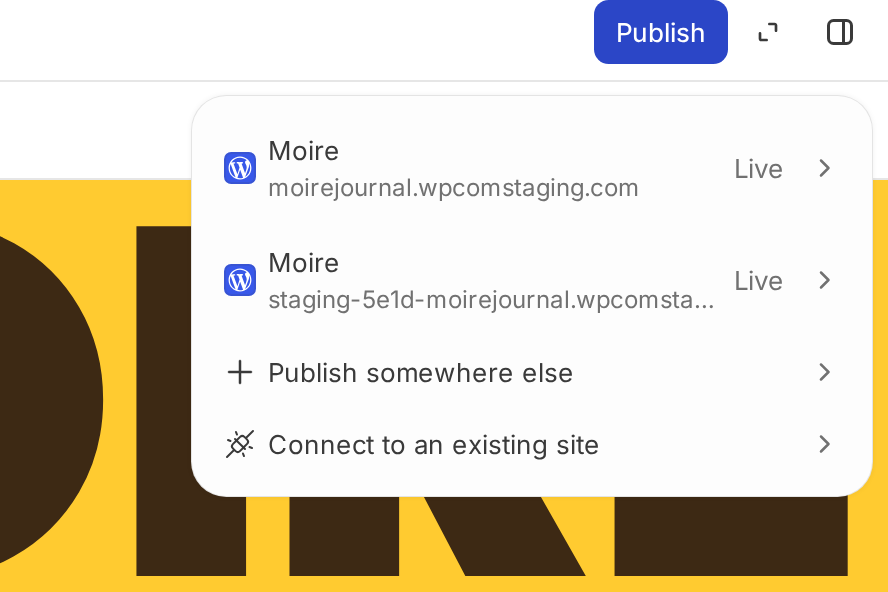 Publish
Moire
moirejournal.wpcomstaging.com
Live
Moire
staging-5e1d-moirejournal.wpcomsta...
Live
Publish somewhere else
Connect to an existing site